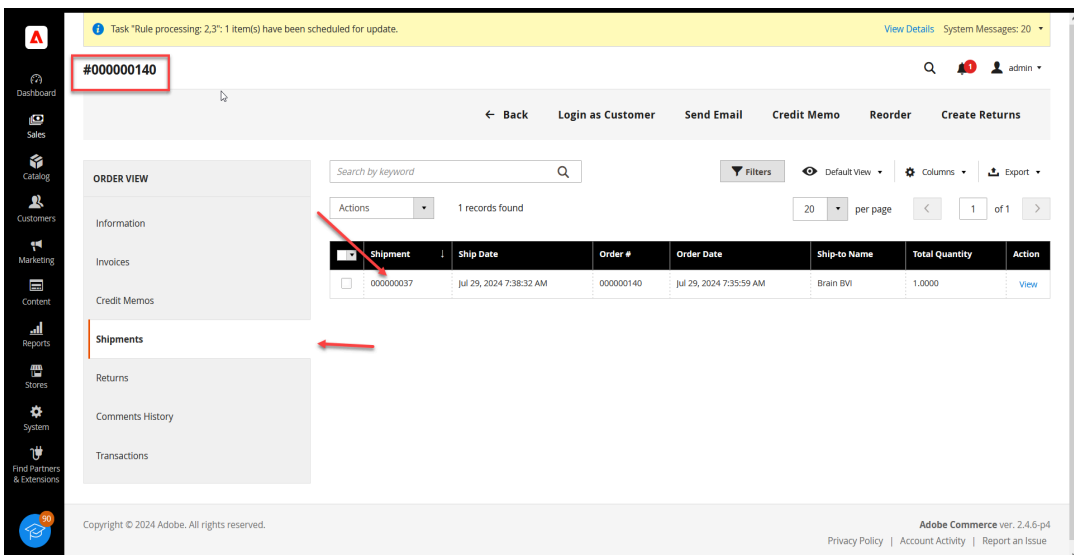 Task "Rule processing: 2,3": 1 item(s) have been scheduled for update.
View Details System Messages: 20
#000000140
1
admin
Dashboard
Sales
Catalog
Customers
Marketing
Content
Reports
Stores
System
Find Partners
& Extensions
90
← Back Login as Customer Send Email Credit Memo Reorder Create Returns
ORDER VIEW
Information
Invoices
Credit Memos
Shipments
Returns
Comments History
Transactions
Search by keyword
Filters Default View Columns Export
Actions 1 records found 20 per page < 1 of 1 >
Shipment ↓ Ship Date Order # Order Date Ship-to Name Total Quantity Action
000000037 Jul 29, 2024 7:38:32 AM 000000140 Jul 29, 2024 7:35:59 AM Brain BVI 1.0000 View
Copyright © 2024 Adobe. All rights reserved.
Adobe Commerce ver. 2.4.6-p4
Privacy Policy | Account Activity | Report an Issue